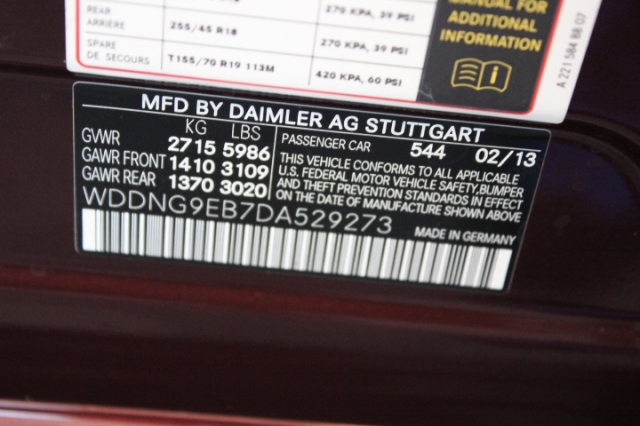 REAR 270 KPA, 39 PSI
ARRIÈRE 255/45 R18 270 KPA, 39 PSI
SPARE
DE SECOURS T155/70 R19 113M 420 KPA, 60 PSI
MANUAL FOR
ADDITIONAL
INFORMATION
A 221 584 88 07
MFD BY DAIMLER AG STUTTGART
KG LBS
GVWR 2715 5986
GAWR FRONT 1410 3109
GAWR REAR 1370 3020
PASSENGER CAR 544 02/13
THIS VEHICLE CONFORMS TO ALL APPLICABLE
U.S. FEDERAL MOTOR VEHICLE SAFETY, BUMPER
AND THEFT PREVENTION STANDARDS IN EFFECT
ON THE DATE OF MANUFACTURE SHOWN ABOVE
WDDNG9EB7DA529273
MADE IN GERMANY